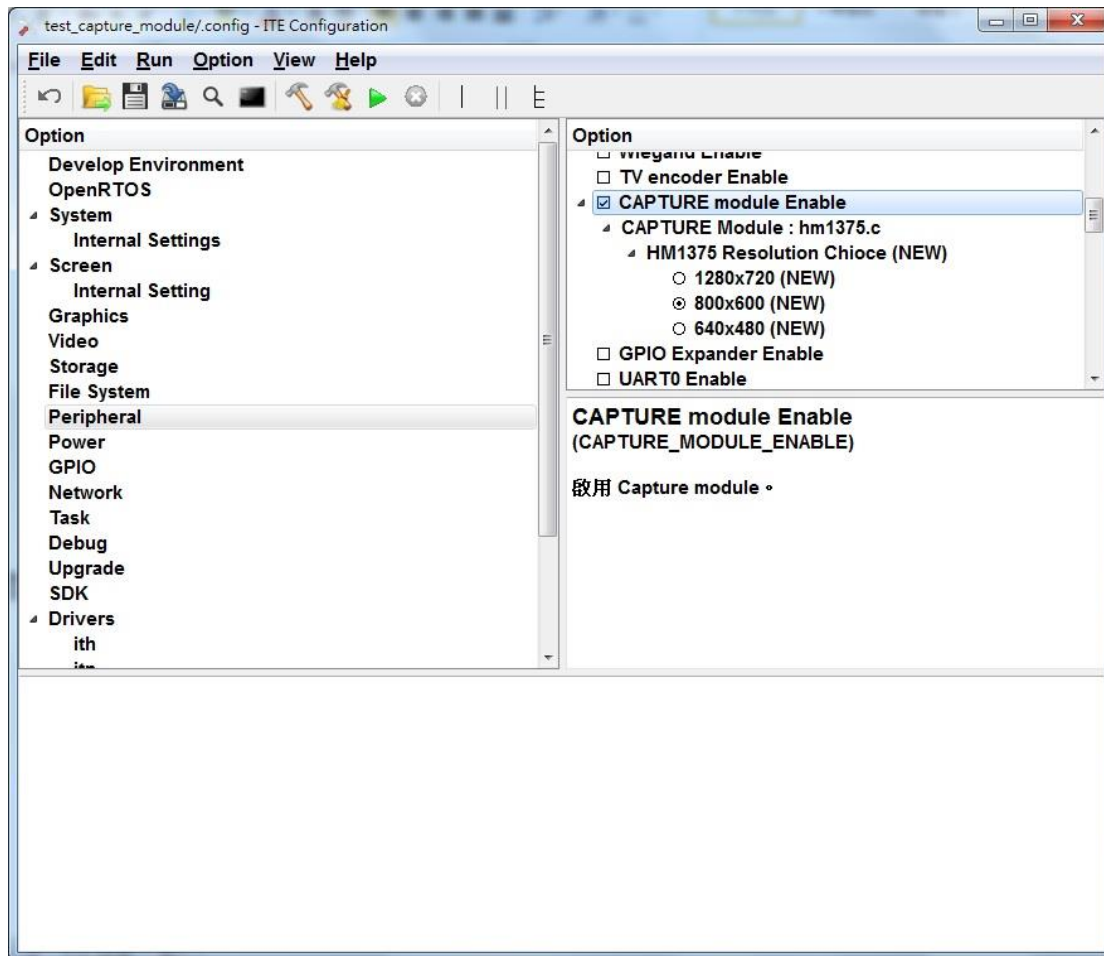 test_capture_module/.config - ITE Configuration
File Edit Run Option View Help
Option
Develop Environment
OpenRTOS
System
Internal Settings
Screen
Internal Setting
Graphics
Video
Storage
File System
Peripheral
Power
GPIO
Network
Task
Debug
Upgrade
SDK
Drivers
ith
itp
Option
Wiegand Enable
TV encoder Enable
CAPTURE module Enable
CAPTURE Module : hm1375.c
HM1375 Resolution Chioce (NEW)
1280x720 (NEW)
800x600 (NEW)
640x480 (NEW)
GPIO Expander Enable
UART0 Enable
CAPTURE module Enable
(CAPTURE_MODULE_ENABLE)
啟用 Capture module。